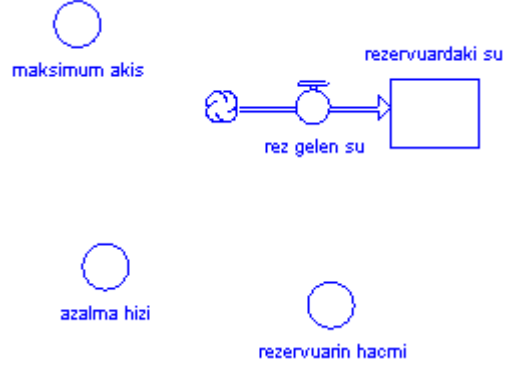 maksimum akis
rezervuardaki su
rez gelen su
azalma hizi
rezervuarin hacmi